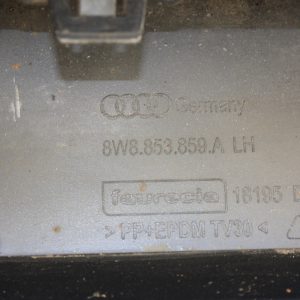 Germany
8W8.853.859.A LH
faurecia 18195
>PP+EPDM TV30<